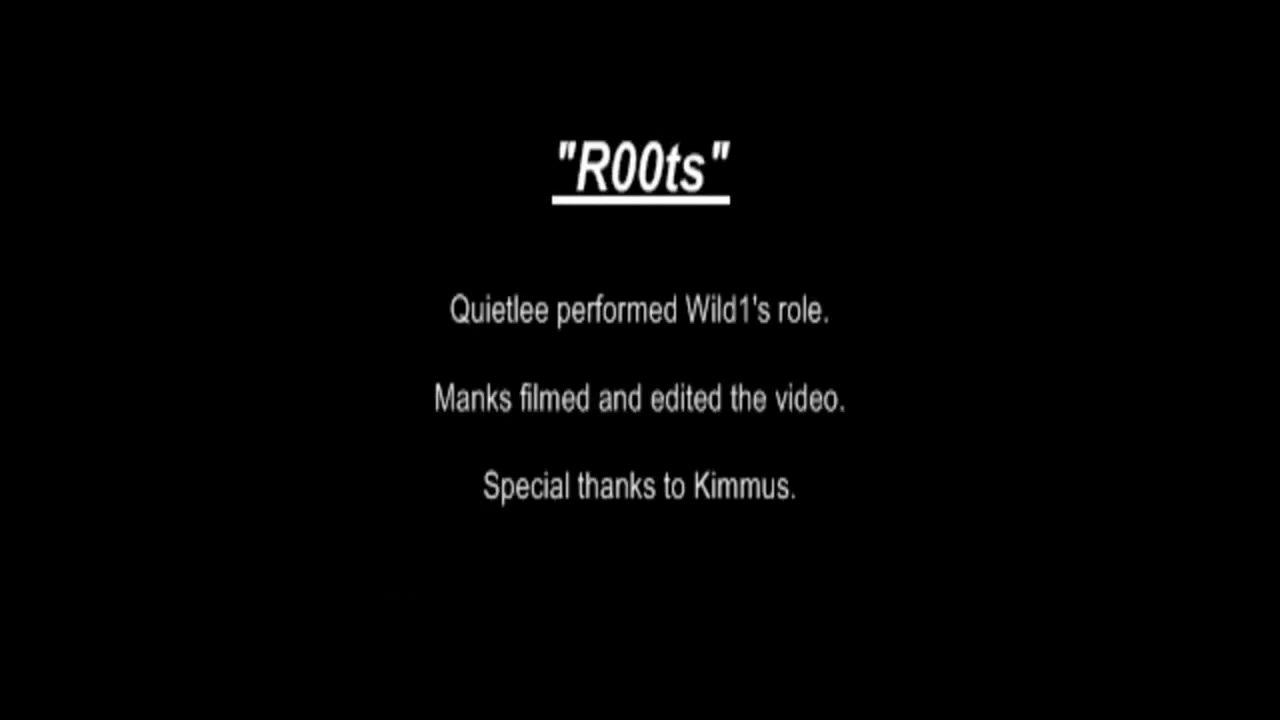 "R00ts"
Quietlee performed Wild1's role.
Manks filmed and edited the video.
Special thanks to Kimmus.